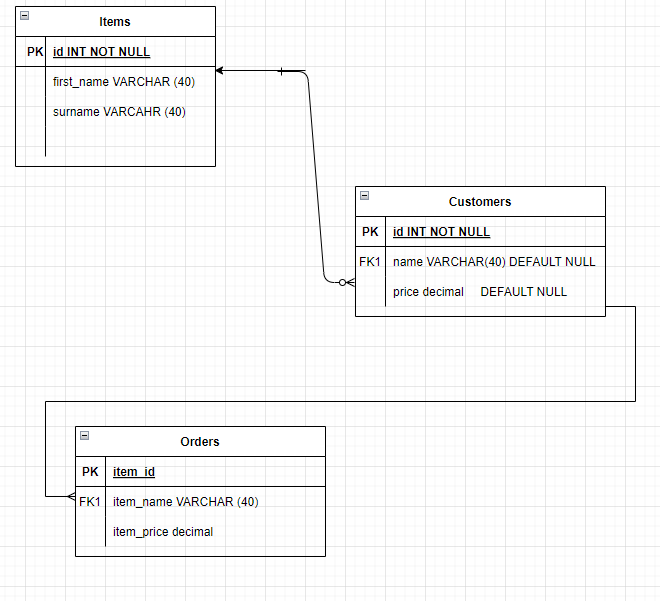 Items
PK id INT NOT NULL
first_name VARCHAR (40)
surname VARCAHR (40)
Customers
PK id INT NOT NULL
FK1 name VARCHAR(40) DEFAULT NULL
price decimal DEFAULT NULL
Orders
PK item_id
FK1 item_name VARCHAR (40)
item_price decimal